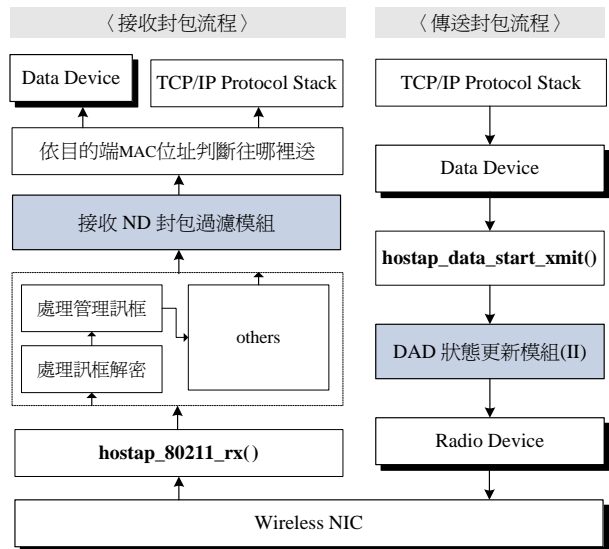 〈接收封包流程〉
Data Device
TCP/IP Protocol Stack
依目的端MAC位址判斷往哪裡送
接收 ND 封包過濾模組
處理管理訊框
處理訊框解密
others
hostap_80211_rx()
〈傳送封包流程〉
TCP/IP Protocol Stack
Data Device
hostap_data_start_xmit()
DAD 狀態更新模組(II)
Radio Device
Wireless NIC